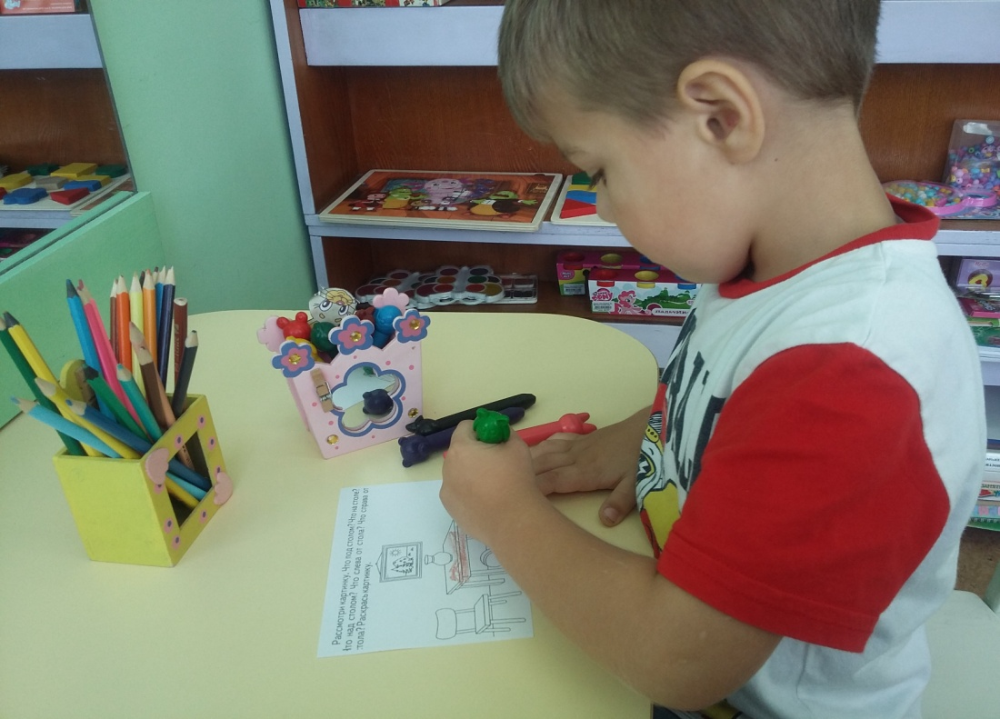 Рассмотри картинку. Что под столом? Что на столе?
Что над столом? Что слева от стола? Что справа от
стола? Раскрась картинку.